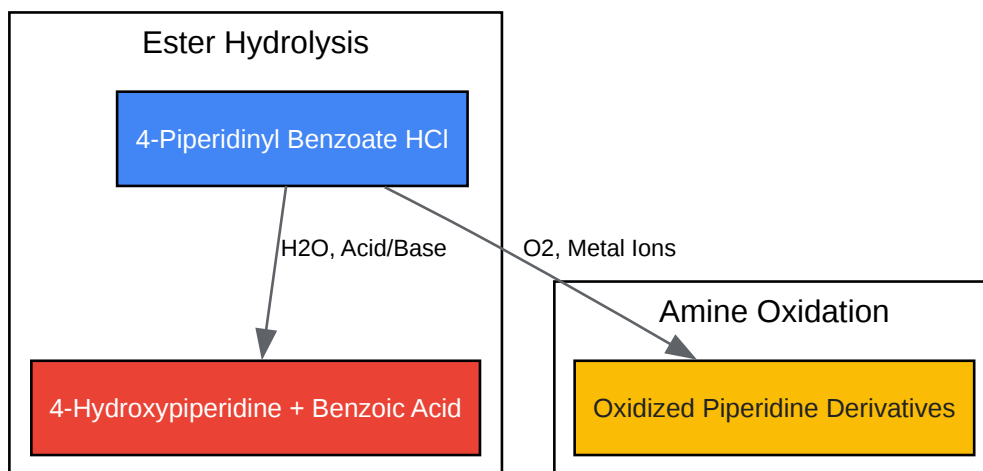 Ester Hydrolysis
4-Piperidinyl Benzoate HCl
H2O, Acid/Base
O2, Metal Ions
Amine Oxidation
4-Hydroxypiperidine + Benzoic Acid
Oxidized Piperidine Derivatives